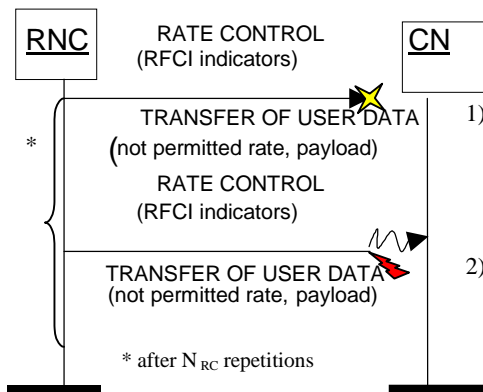 RNC
CN
RATE CONTROL
(RFCI indicators)
1)
TRANSFER OF USER DATA
*
(not permitted rate, payload)
RATE CONTROL
(RFCI indicators)
2)
TRANSFER OF USER DATA
(not permitted rate, payload)
* after N RC repetitions